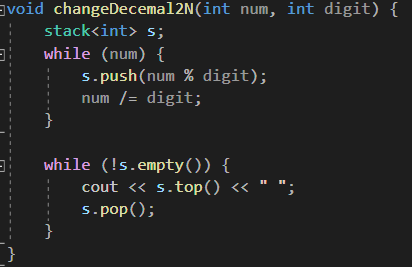 void changeDecemal2N(int num, int digit) {
stack<int> s;
while (num) {
s.push(num % digit);
num /= digit;
}
while (!s.empty()) {
cout << s.top() << " ";
s.pop();
}
}